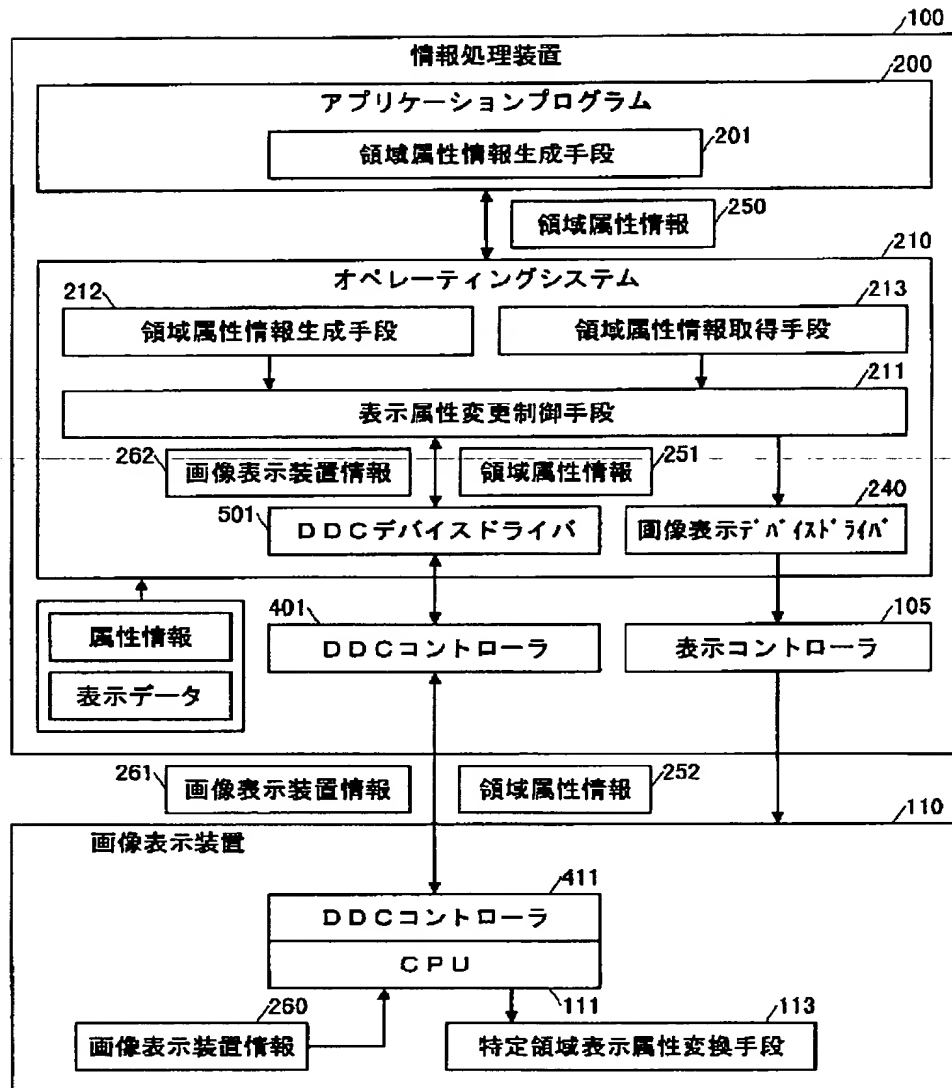 100
情報処理装置
200
アプリケーションプログラム
領域属性情報生成手段
201
領域属性情報
250
210
オペレーティングシステム
212
213
領域属性情報生成手段
領域属性情報取得手段
211
表示属性変更制御手段
262
画像表示装置情報
領域属性情報
251
240
501
DDCデバイスドライバ
画像表示ﾃﾞﾊﾞｲｽﾄﾞﾗｲﾊﾞ
属性情報
表示データ
401
DDCコントローラ
105
表示コントローラ
261
画像表示装置情報
領域属性情報
252
110
画像表示装置
411
DDCコントローラ
CPU
111
260
画像表示装置情報
113
特定領域表示属性変換手段